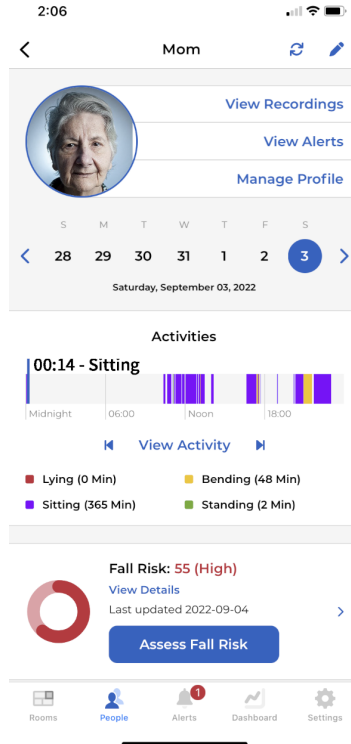 2:06
Mom
View Recordings
View Alerts
Manage Profile
S M T W T F S
28 29 30 31 1 2 3
Saturday, September 03, 2022
Activities
00:14 - Sitting
Midnight 06:00 Noon 18:00
View Activity
Lying (0 Min) Bending (48 Min)
Sitting (365 Min) Standing (2 Min)
Fall Risk: 55 (High)
View Details
Last updated 2022-09-04
Assess Fall Risk
1
Rooms People Alerts Dashboard Settings